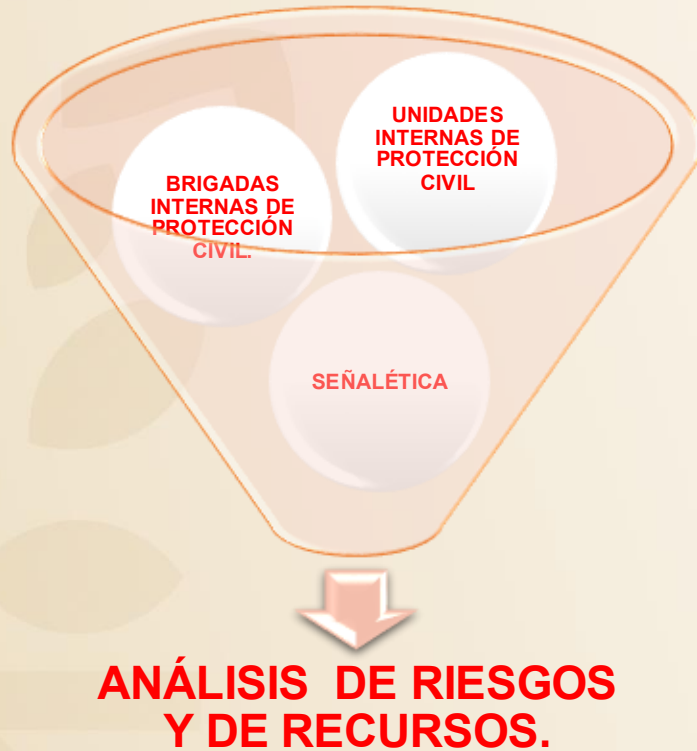 UNIDADES
INTERNAS DE
PROTECCIÓN
CIVIL
BRIGADAS
INTERNAS DE
PROTECCIÓN
CIVIL.
SEÑALÉTICA
ANÁLISIS DE RIESGOS
Y DE RECURSOS.